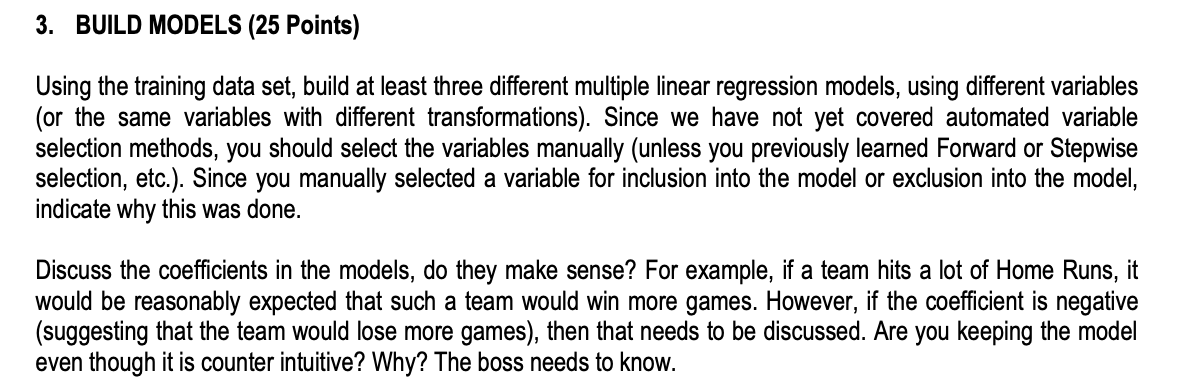 3. BUILD MODELS (25 Points)
Using the training data set, build at least three different multiple linear regression models, using different variables
(or the same variables with different transformations). Since we have not yet covered automated variable
selection methods, you should select the variables manually (unless you previously learned Forward or Stepwise
selection, etc.). Since you manually selected a variable for inclusion into the model or exclusion into the model,
indicate why this was done.
Discuss the coefficients in the models, do they make sense? For example, if a team hits a lot of Home Runs, it
would be reasonably expected that such a team would win more games. However, if the coefficient is negative
(suggesting that the team would lose more games), then that needs to be discussed. Are you keeping the model
even though it is counter intuitive? Why? The boss needs to know.